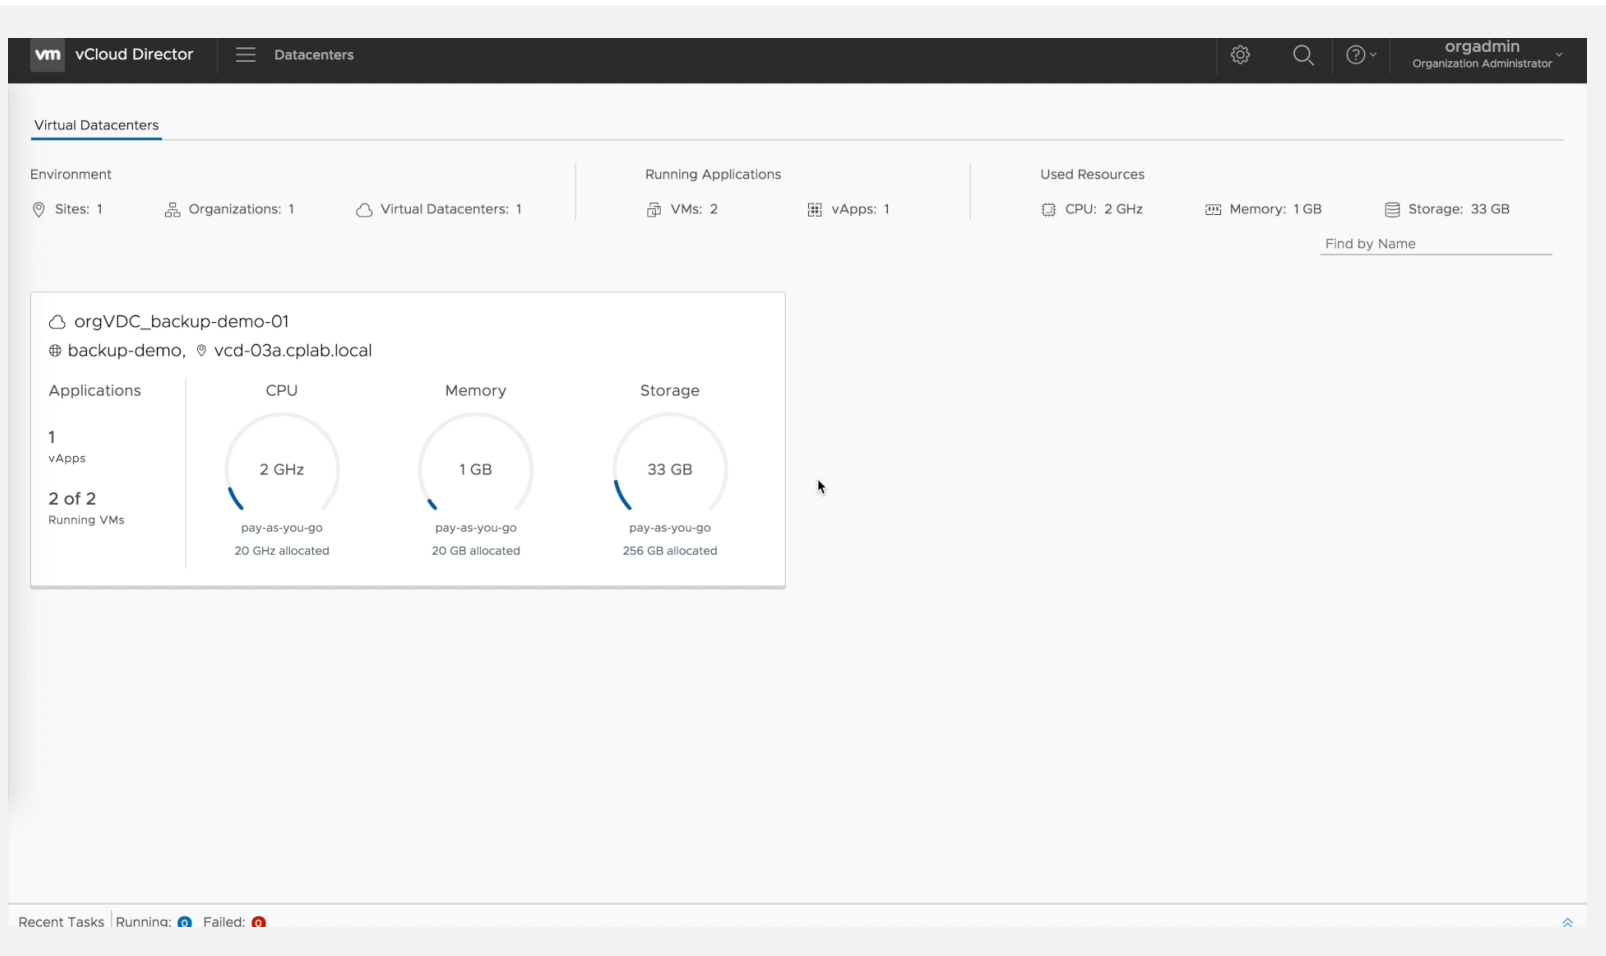 vm vCloud Director Datacenters orgadmin
Organization Administrator
Virtual Datacenters
Environment Running Applications Used Resources
Sites: 1 Organizations: 1 Virtual Datacenters: 1 VMs: 2 vApps: 1 CPU: 2 GHz Memory: 1 GB Storage: 33 GB
Find by Name
orgVDC_backup-demo-01
backup-demo, vcd-03a.cplab.local
Applications CPU Memory Storage
1
vApps
2 GHz 1 GB 33 GB
2 of 2
Running VMs
pay-as-you-go pay-as-you-go pay-as-you-go
20 GHz allocated 20 GB allocated 256 GB allocated
Recent Tasks Running: 0 Failed: 0